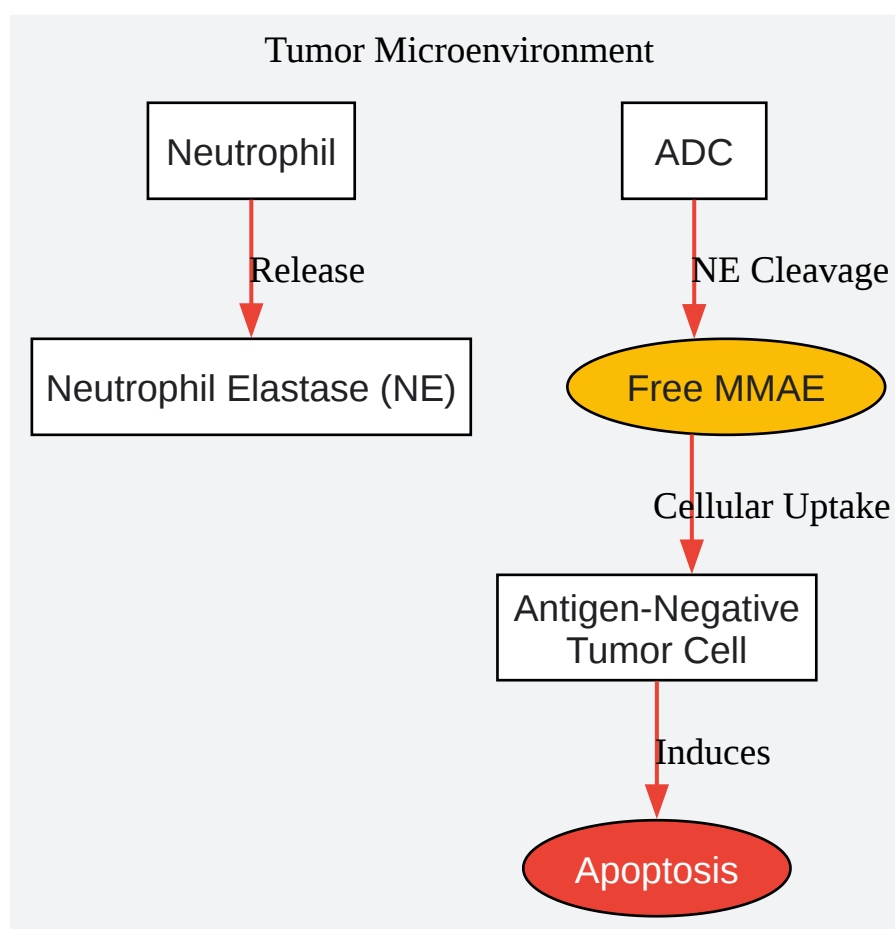 Tumor Microenvironment
Neutrophil
ADC
Release
NE Cleavage
Neutrophil Elastase (NE)
Free MMAE
Cellular Uptake
Antigen-Negative
Tumor Cell
Induces
Apoptosis